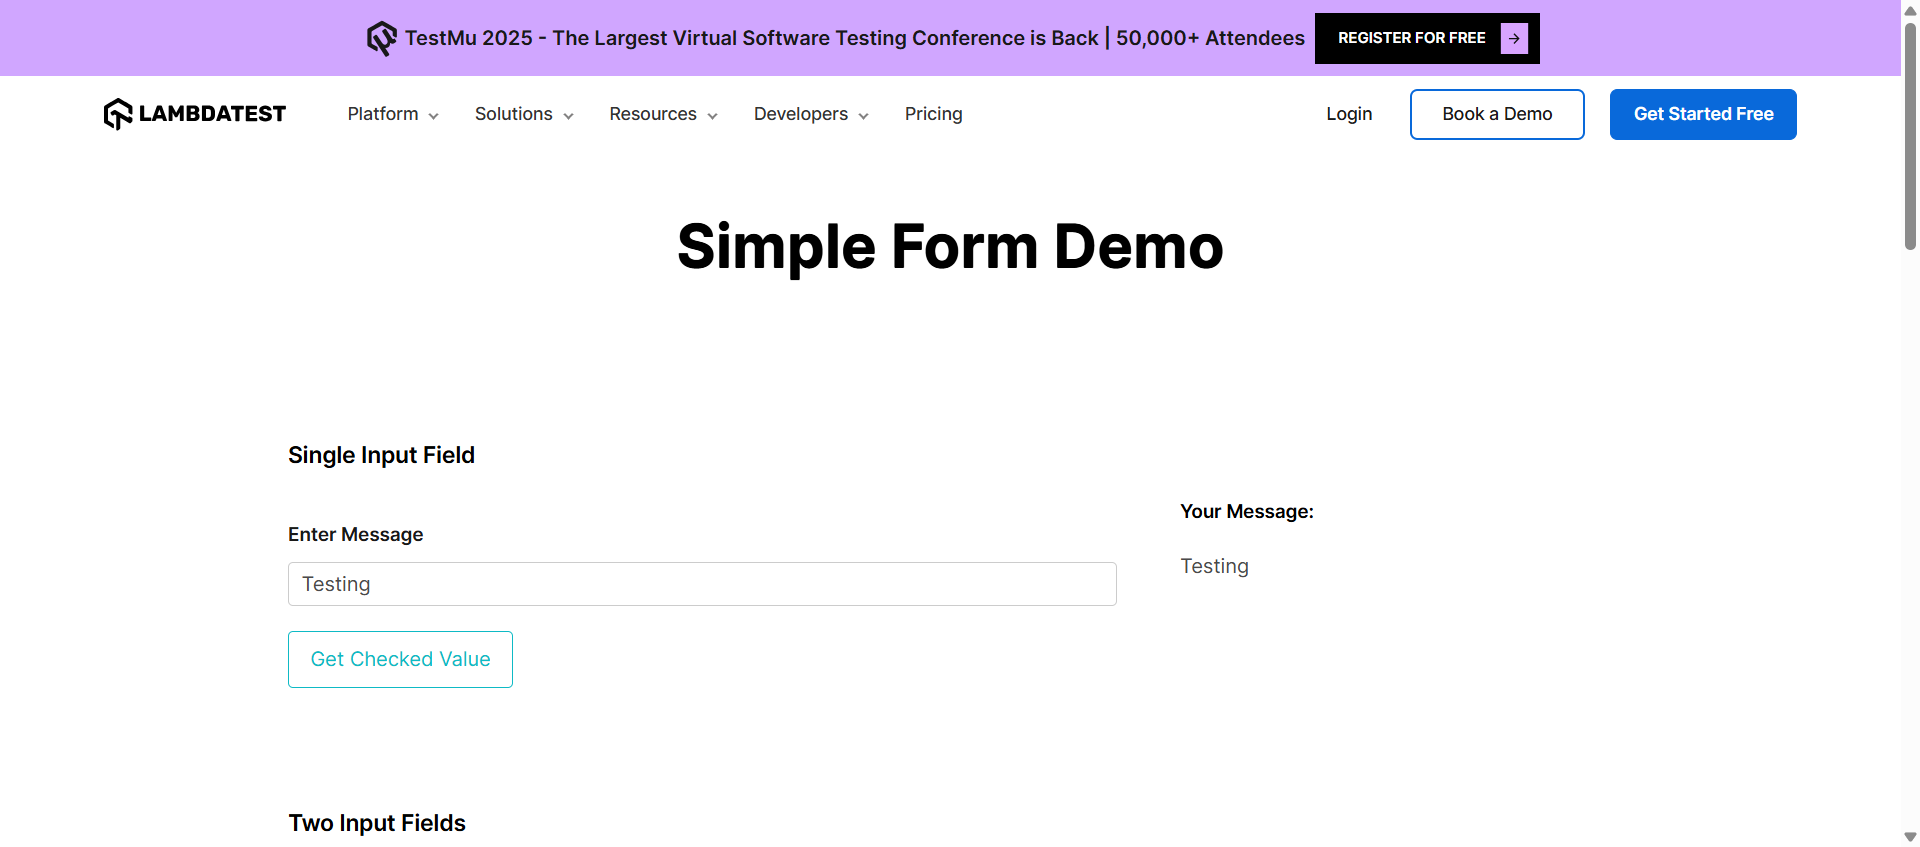 TestMu 2025 - The Largest Virtual Software Testing Conference is Back | 50,000+ Attendees REGISTER FOR FREE →
LAMBDATEST Platform Solutions Resources Developers Pricing Login Book a Demo Get Started Free
Simple Form Demo
Single Input Field
Enter Message
Testing
Get Checked Value
Your Message:
Testing
Two Input Fields